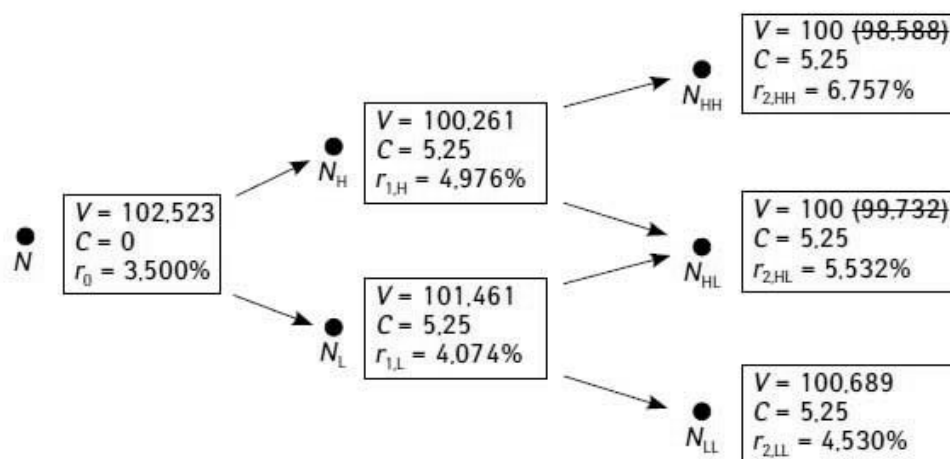 V = 100 (98,588)
C = 5,25
r2,HH = 6,757%
NHH
V = 100,261
C = 5,25
r1,H = 4,976%
NH
V = 102,523
C = 0
r0 = 3,500%
N
V = 100 (99,732)
C = 5,25
r2,HL = 5,532%
NHL
V = 101,461
C = 5,25
r1,L = 4,074%
NL
V = 100,689
C = 5,25
r2,LL = 4,530%
NLL